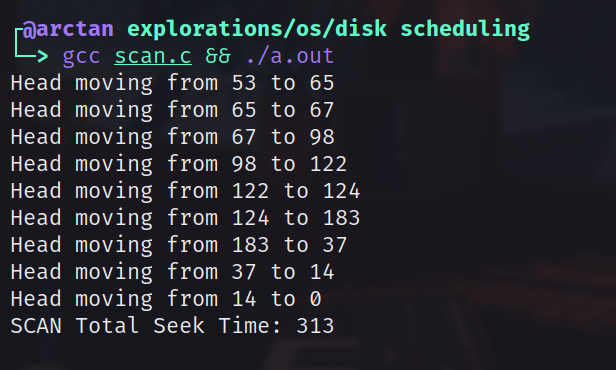 @arctan explorations/os/disk scheduling
> gcc scan.c && ./a.out
Head moving from 53 to 65
Head moving from 65 to 67
Head moving from 67 to 98
Head moving from 98 to 122
Head moving from 122 to 124
Head moving from 124 to 183
Head moving from 183 to 37
Head moving from 37 to 14
Head moving from 14 to 0
SCAN Total Seek Time: 313